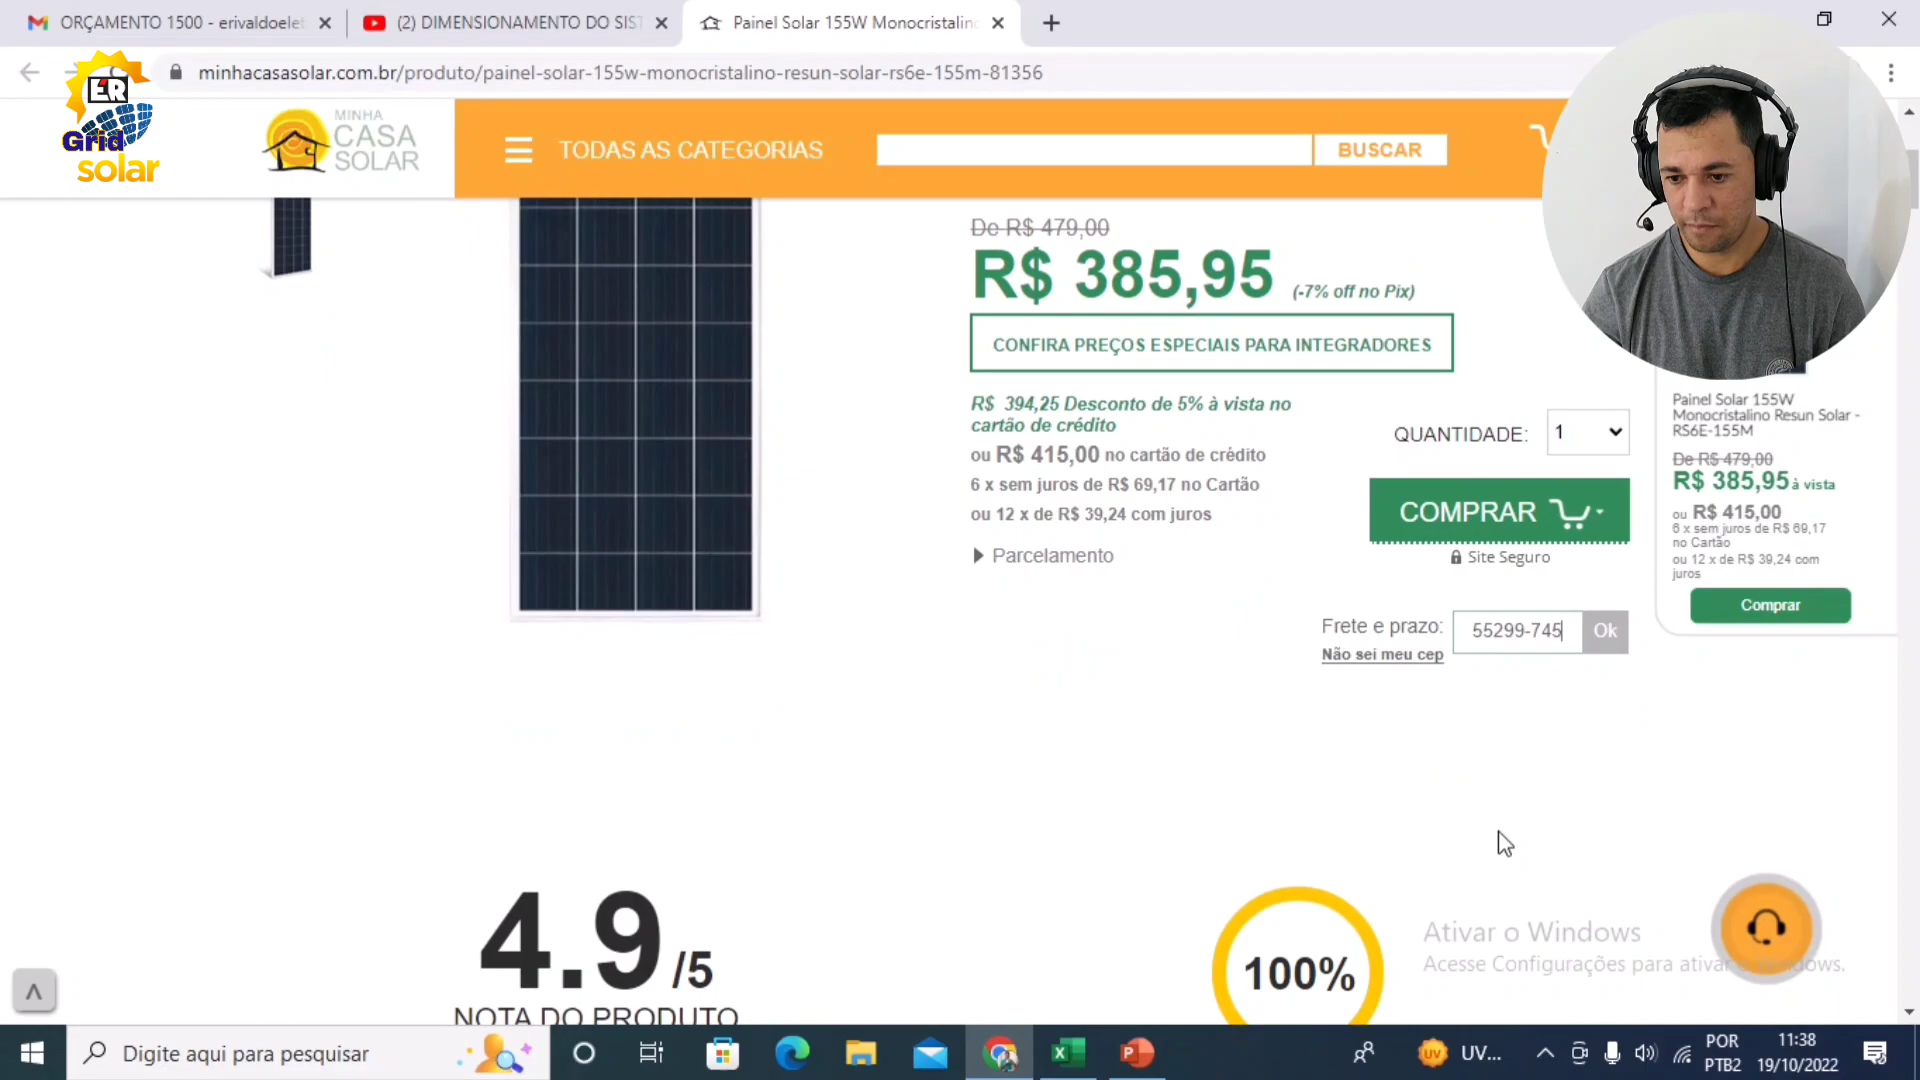 ORÇAMENTO 1500 - erivaldoelet
(2) DIMENSIONAMENTO DO SIS
Painel Solar 155W Monocristalin
minhacasasolar.com.br/produto/painel-solar-155w-monocristalino-resun-solar-rs6e-155m-81356
ER
Grid
solar
MINHA
CASA
SOLAR
TODAS AS CATEGORIAS
BUSCAR
De R$ 479,00
R$ 385,95 (-7% off no Pix)
CONFIRA PREÇOS ESPECIAIS PARA INTEGRADORES
R$ 394,25 Desconto de 5% à vista no
cartão de crédito
ou R$ 415,00 no cartão de crédito
6 x sem juros de R$ 69,17 no Cartão
ou 12 x de R$ 39,24 com juros
Parcelamento
QUANTIDADE: 1
COMPRAR
Site Seguro
Frete e prazo: 55299-745 Ok
Não sei meu cep
Painel Solar 155W
Monocristalino Resun Solar -
RS6E-155M
De R$ 479,00
R$ 385,95 à vista
ou R$ 415,00
6 x sem juros de R$ 69,17
no Cartão
ou 12 x de R$ 39,24 com
juros
Comprar
4.9 /5
NOTA DO PRODUTO
100%
Ativar o Windows
Acesse Configurações para ativar o Windows.
Digite aqui para pesquisar
UV
UV...
POR
PTB2
11:38
19/10/2022